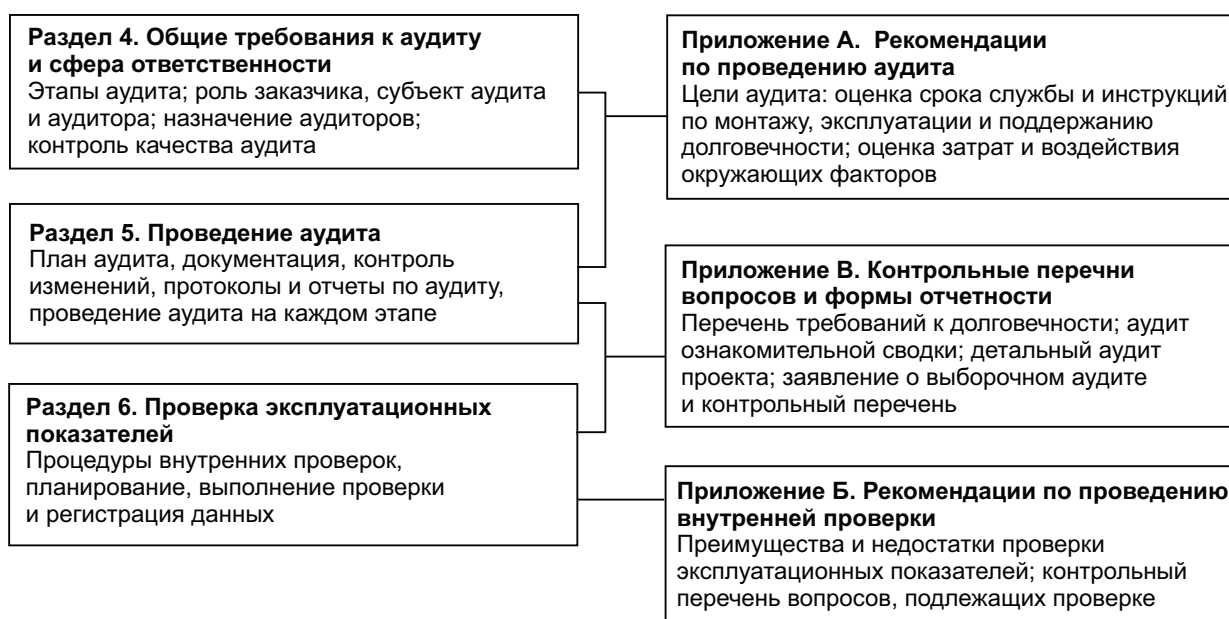 Раздел 4. Общие требования к аудиту
и сфера ответственности
Этапы аудита; роль заказчика, субъект аудита
и аудитора; назначение аудиторов;
контроль качества аудита
Раздел 5. Проведение аудита
План аудита, документация, контроль
изменений, протоколы и отчеты по аудиту,
проведение аудита на каждом этапе
Раздел 6. Проверка эксплуатационных
показателей
Процедуры внутренних проверок,
планирование, выполнение проверки
и регистрация данных
Приложение А. Рекомендации
по проведению аудита
Цели аудита: оценка срока службы и инструкций
по монтажу, эксплуатации и поддержанию
долговечности; оценка затрат и воздействия
окружающих факторов
Приложение В. Контрольные перечни
вопросов и формы отчетности
Перечень требований к долговечности; аудит
ознакомительной сводки; детальный аудит
проекта; заявление о выборочном аудите
и контрольный перечень
Приложение Б. Рекомендации по проведению
внутренней проверки
Преимущества и недостатки проверки
эксплуатационных показателей; контрольный
перечень вопросов, подлежащих проверке